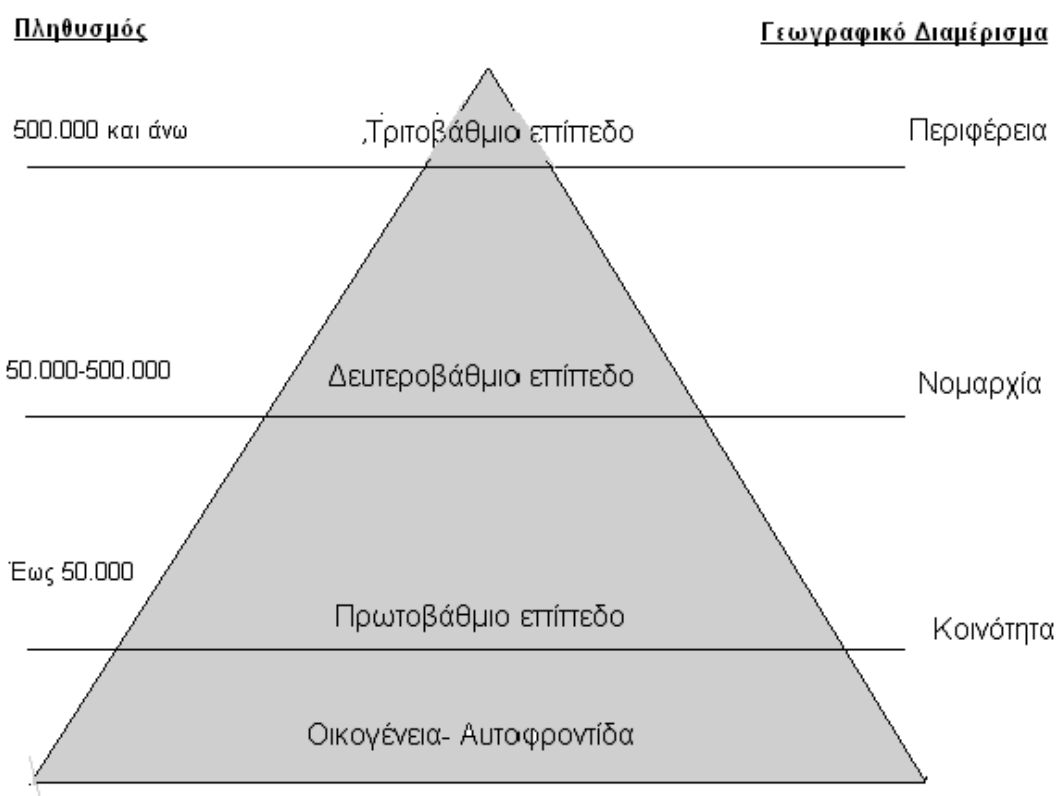 Πληθυσμός
Γεωγραφικό Διαμέρισμα
500.000 και άνω
Τριτοβάθμιο επίπεδο
Περιφέρεια
50.000-500.000
Δευτεροβάθμιο επίπεδο
Νομαρχία
Έως 50.000
Πρωτοβάθμιο επίπεδο
Κοινότητα
Οικογένεια- Αυτοφροντίδα